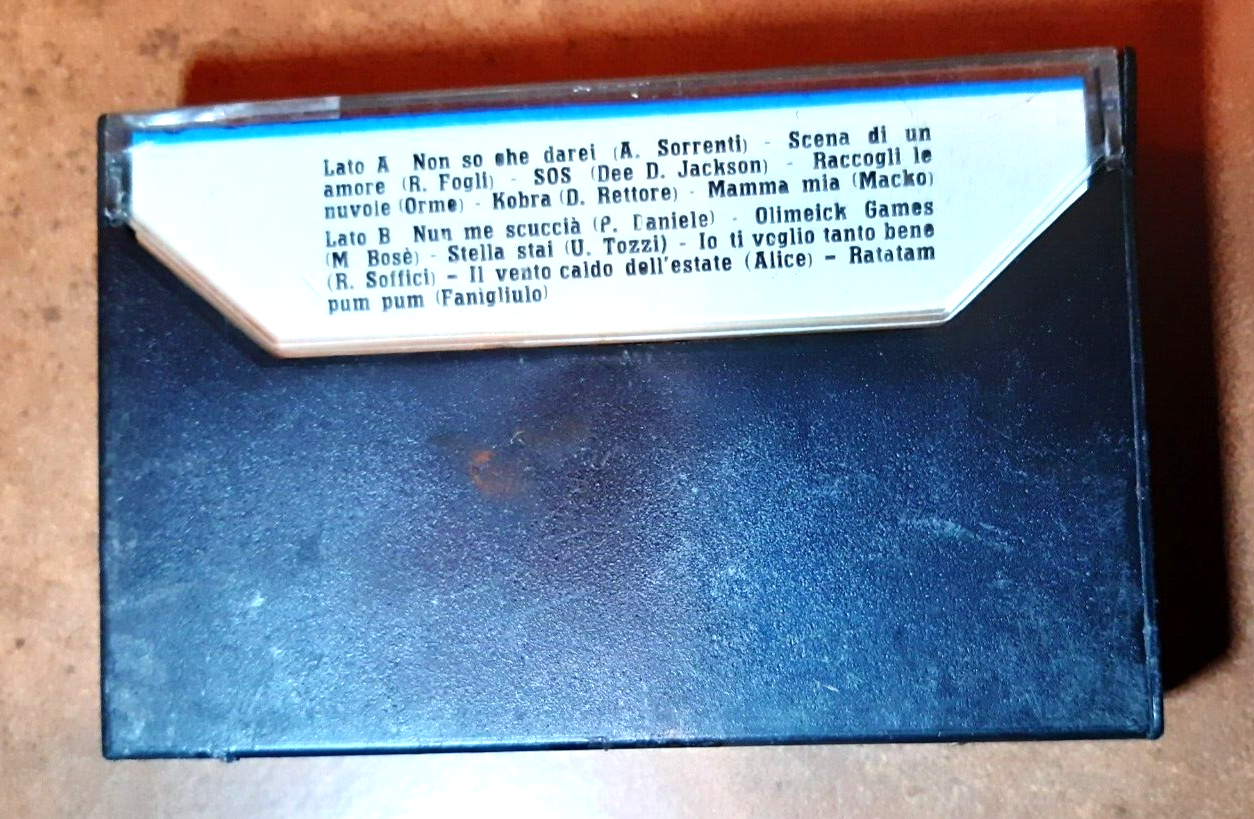 Lato A Non so che darei (A. Sorrenti) - Scena di un
amore (R. Fogli) - SOS (Dee D. Jackson) - Raccogli le
nuvole (Orme) - Kobra (D. Rettore) - Mamma mia (Macko)
Lato B Nun me scuccià (P. Daniele) - Olimeick Games
(M Bosè) - Stella stai (U. Tozzi) - Io ti voglio tanto bene
(R. Soffici) - Il vento caldo dell'estate (Alice) - Ratatam
pum pum (Fanigliulo)